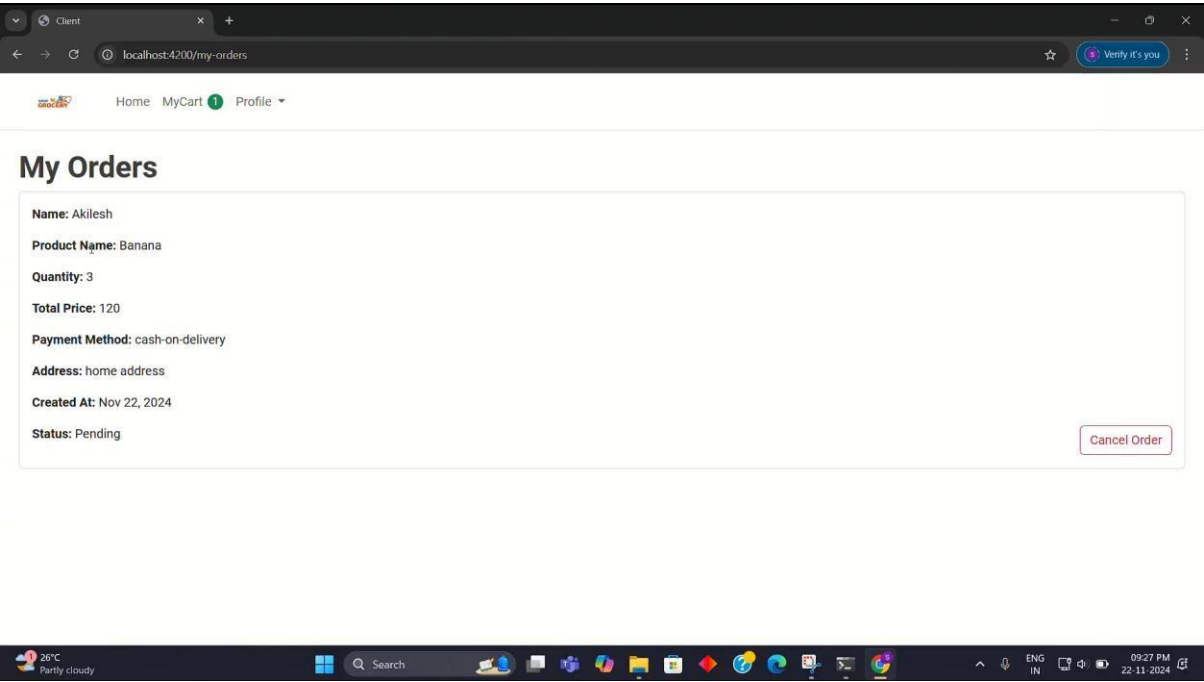 Client
localhost:4200/my-orders
Verify it's you
GROCERY
Home MyCart 1 Profile
My Orders
Name: Akilesh
Product Name: Banana
Quantity: 3
Total Price: 120
Payment Method: cash-on-delivery
Address: home address
Created At: Nov 22, 2024
Status: Pending
Cancel Order
1
26°C
Partly cloudy
Search
ENG
IN
09:27 PM
22-11-2024